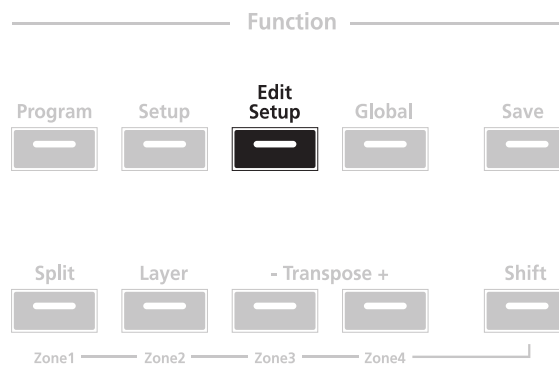 Function
Program Setup Edit Setup Global Save
Split Layer - Transpose + Shift
Zone1 Zone2 Zone3 Zone4